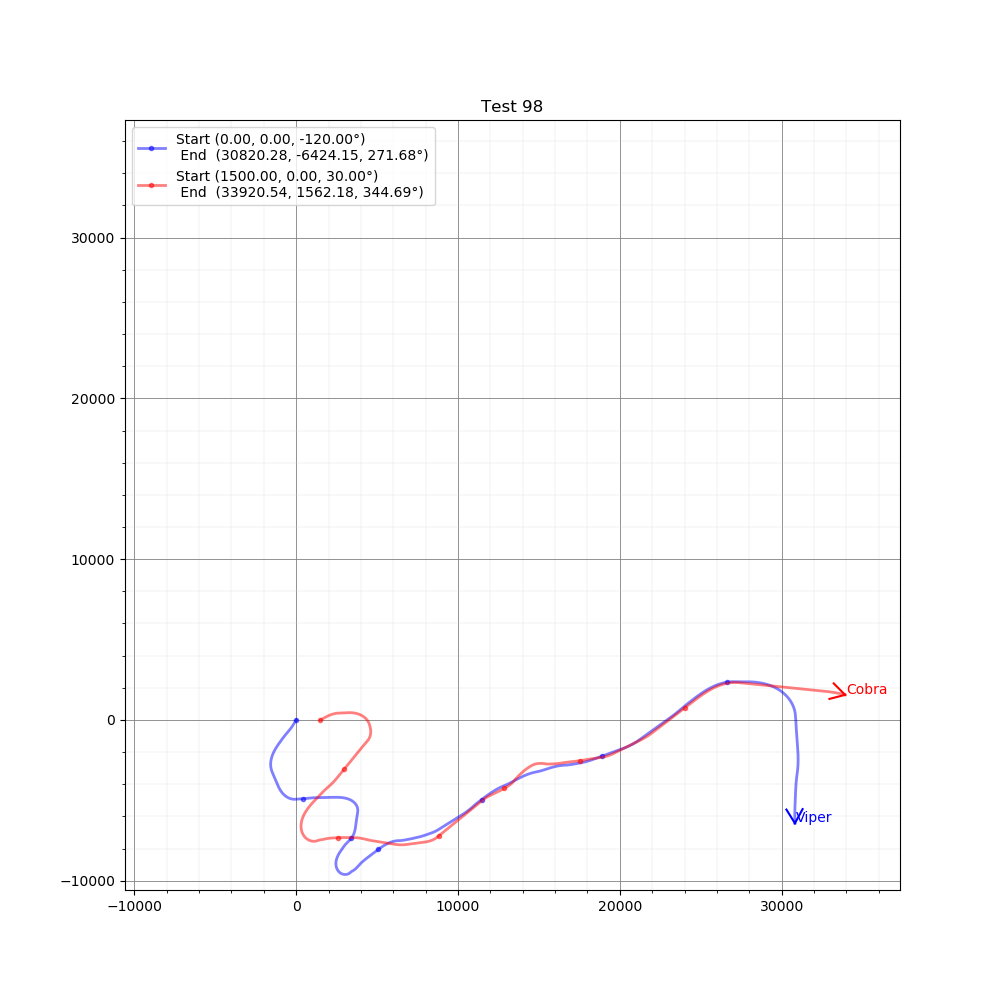 Test 98
Start (0.00, 0.00, -120.00°)
End (30820.28, -6424.15, 271.68°)
Start (1500.00, 0.00, 30.00°)
End (33920.54, 1562.18, 344.69°)
30000
20000
10000
0
−10000
Cobra
Viper
−10000
0
10000
20000
30000